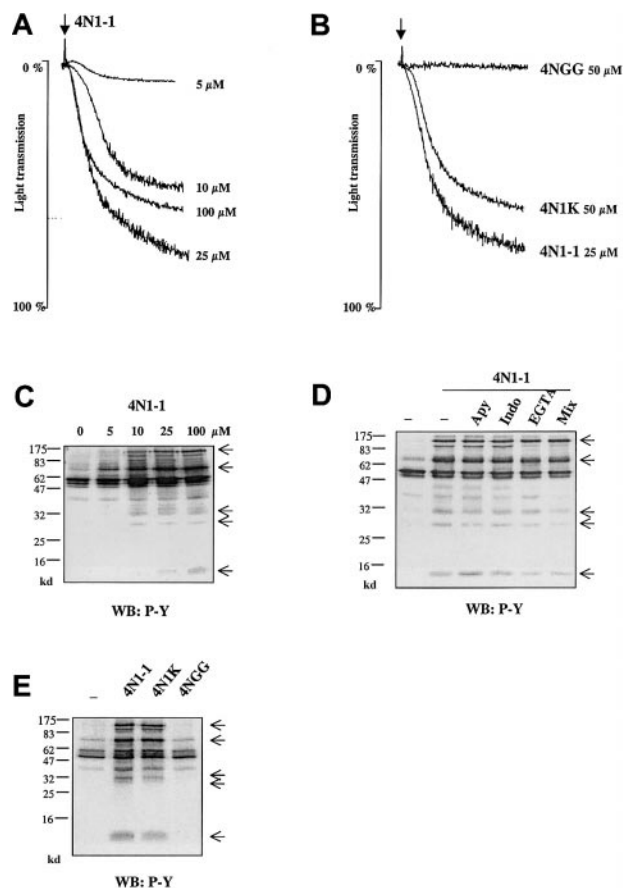 A
4N1-1
0 %
Light transmission
100 %
5 µM
10 µM
100 µM
25 µM
B
0 %
Light transmission
100 %
4NGG 50 µM
4N1K 50 µM
4N1-1 25 µM
C
4N1-1
0 5 10 25 100 µM
175
83
62
47
32
25
16
kd
WB: P-Y
D
4N1-1
– – Apy Indo EGTA Mix
175
83
62
47
32
25
16
kd
WB: P-Y
E
– 4N1-1 4N1K 4NGG
175
83
62
47
32
25
16
kd
WB: P-Y